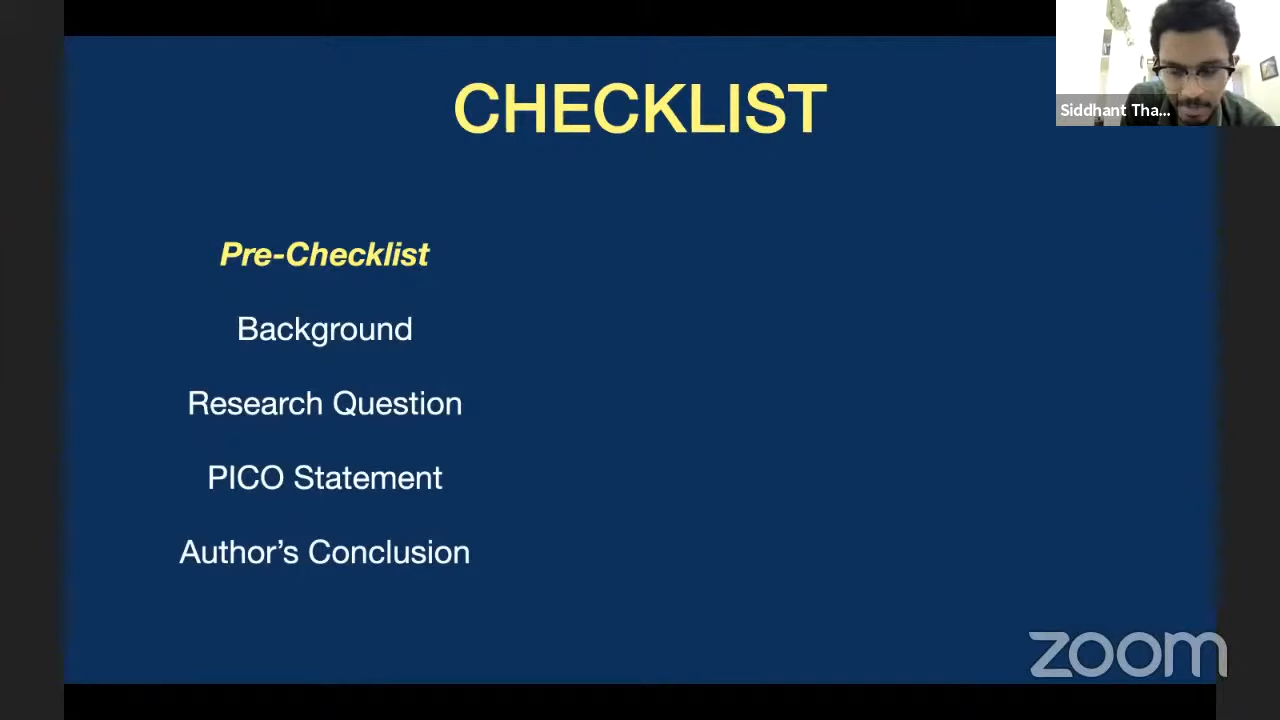 CHECKLIST
Siddhant Tha...
Pre-Checklist
Background
Research Question
PICO Statement
Author’s Conclusion
zoom